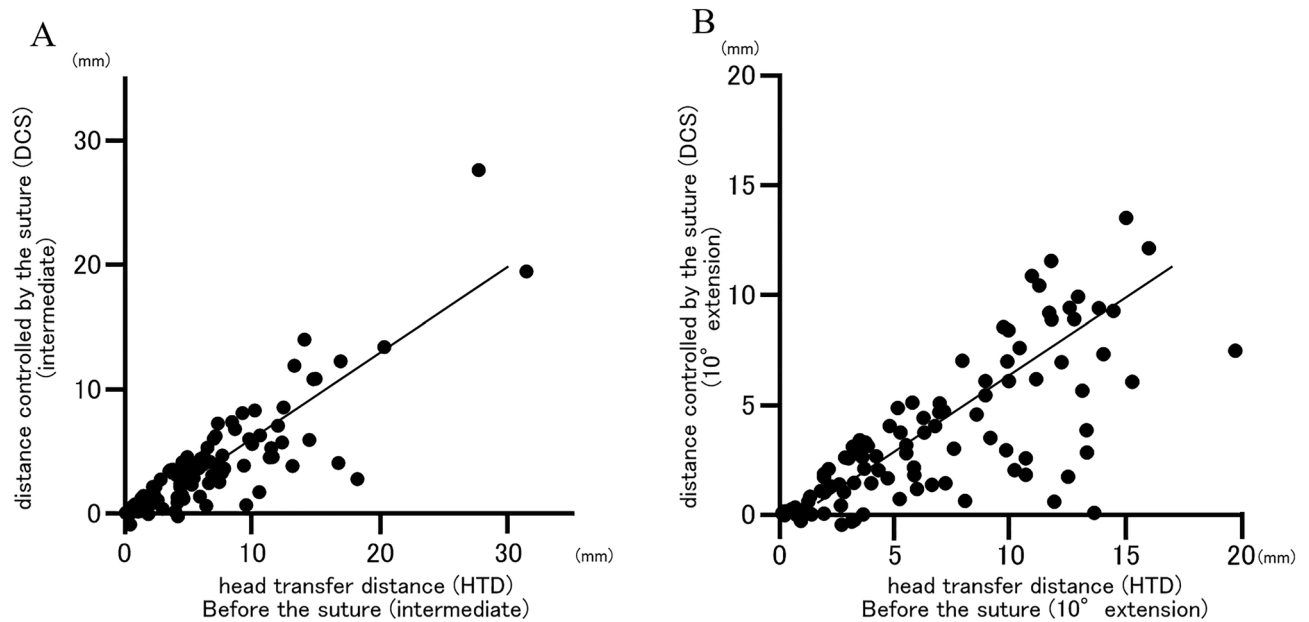 A
(mm)
30
20
10
0
0
10
20
30
(mm)
distance controlled by the suture (DCS)
(intermediate)
head transfer distance (HTD)
Before the suture (intermediate)
B
(mm)
20
15
10
5
0
0
5
10
15
20
(mm)
distance controlled by the suture (DCS)
(10° extension)
head transfer distance (HTD)
Before the suture (10° extension)